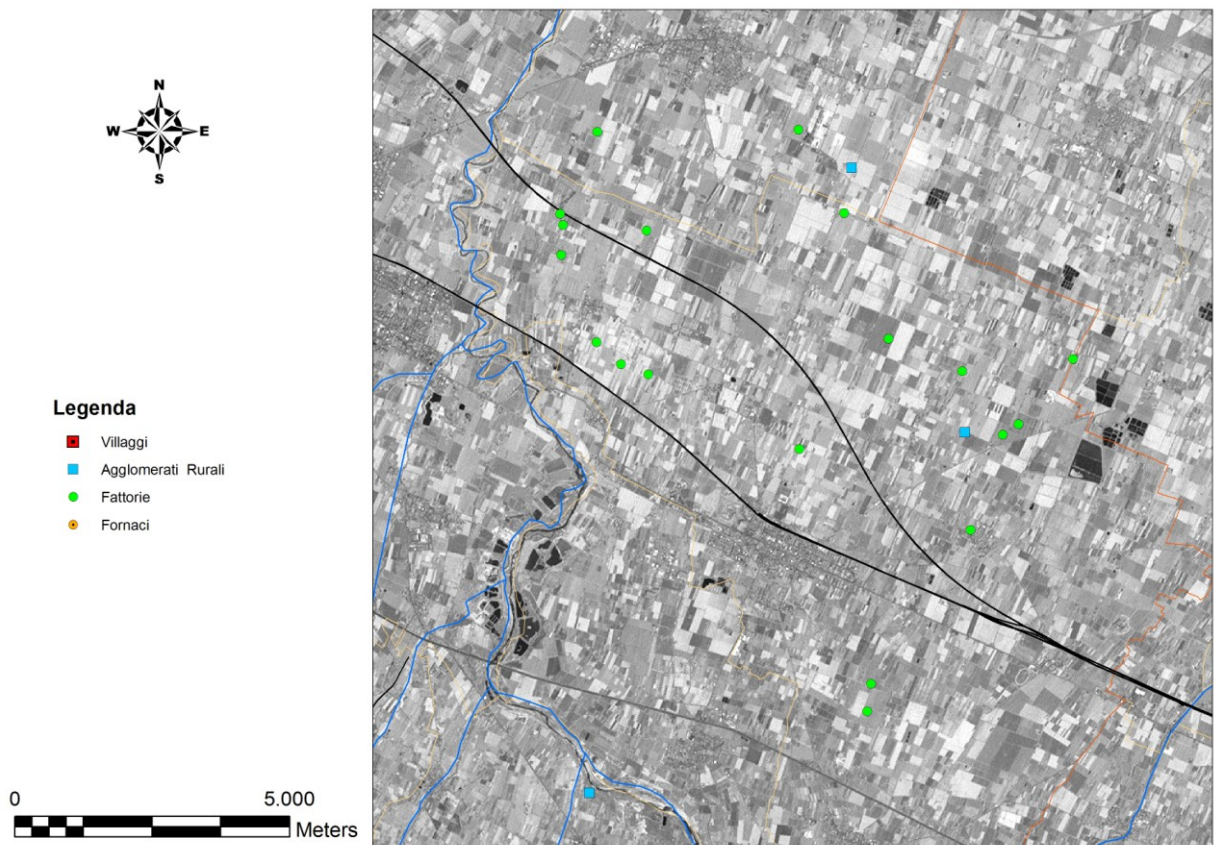 N
W E
S
Legenda
Villaggi
Agglomerati Rurali
Fattorie
Fornaci
0 5.000
Meters